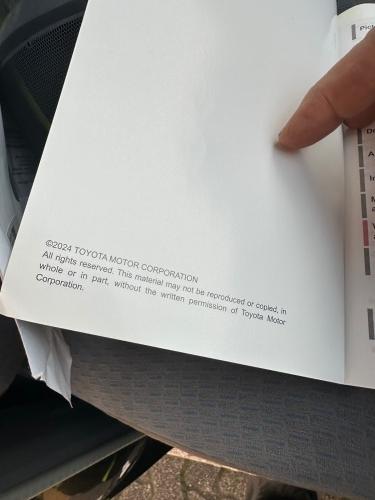 ©2024 TOYOTA MOTOR CORPORATION
All rights reserved. This material may not be reproduced or copied, in
whole or in part, without the written permission of Toyota Motor
Corporation.